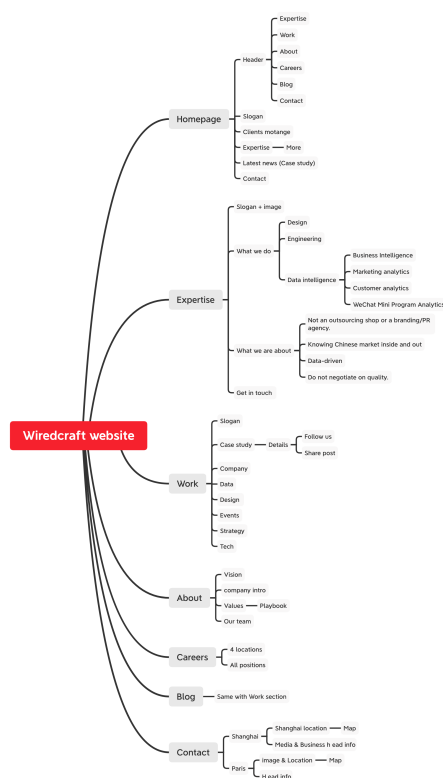 Expertise
Work
About
Header
Careers
Blog
Contact
Homepage
Slogan
Clients motange
Expertise
More
Latest news (Case study)
Contact
Slogan + image
Design
What we do
Engineering
Business Intelligence
Marketing analytics
Data intelligence
Customer analytics
WeChat Mini Program Analytics
Expertise
Not an outsourcing shop or a branding/PR
agency.
Knowing Chinese market inside and out
What we are about
Data-driven
Do not negotiate on quality.
Get in touch
Wiredcraft website
Slogan
Case study
Details
Follow us
Share post
Company
Work
Data
Design
Events
Strategy
Tech
Vision
company intro
About
Values
Playbook
Our team
4 locations
Careers
All positions
Blog
Same with Work section
Shanghai
Shanghai location
Map
Media & Business h ead info
Contact
Paris
image & Location
Map
H ead info